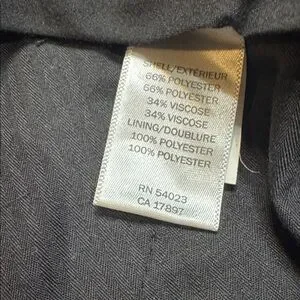 SHELL/EXTÉRIEUR
66% POLYESTER
66% POLYESTER
34% VISCOSE
34% VISCOSE
LINING/DOUBLURE
100% POLYESTER
100% POLYESTER
RN 54023
CA 17897